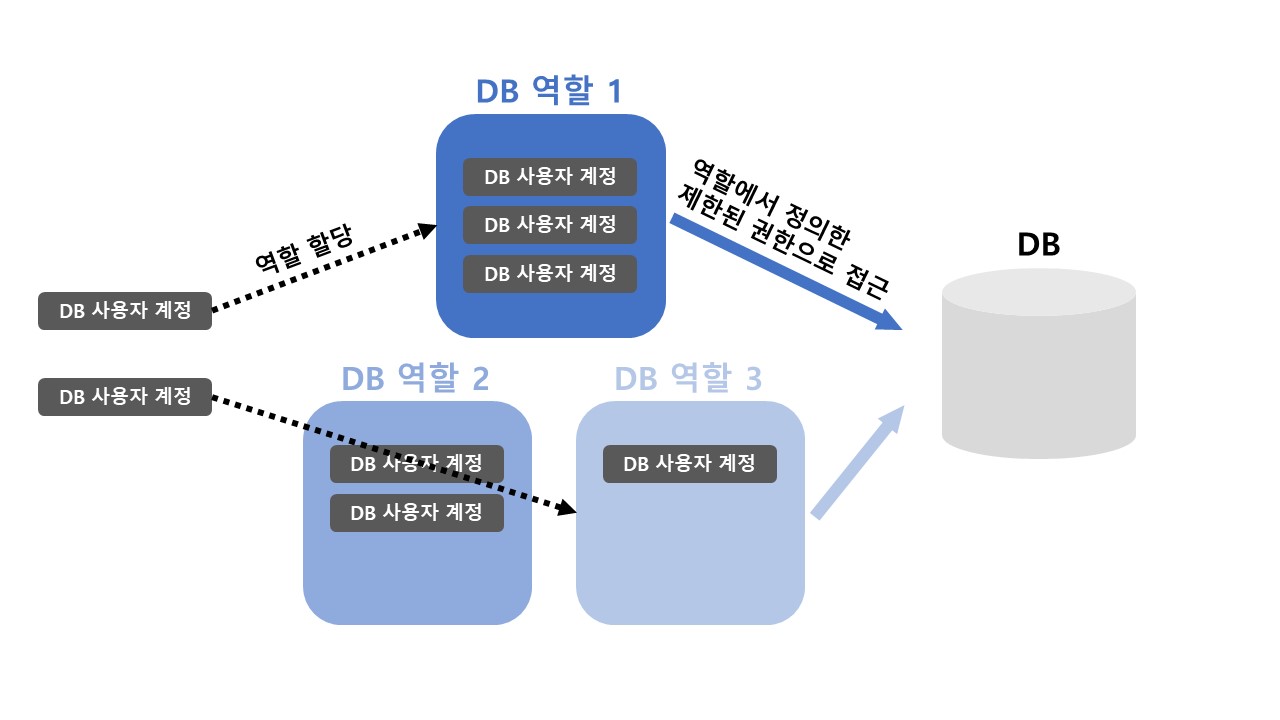 DB 역할 1
DB 사용자 계정
DB 사용자 계정
DB 사용자 계정
역할에서 정의한
제한된 권한으로 접근
DB
역할 할당
DB 사용자 계정
DB 사용자 계정
DB 역할 2
DB 사용자 계정
DB 사용자 계정
DB 역할 3
DB 사용자 계정